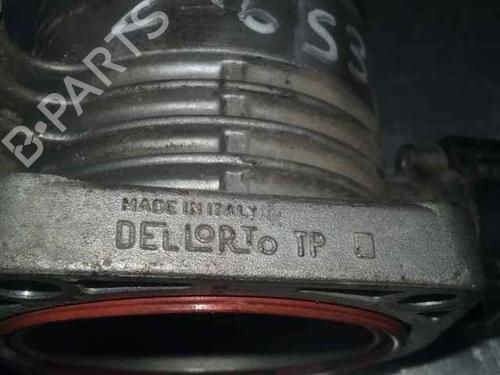 B-PARTS
S3
MADE IN ITALY
DELLORTO TP